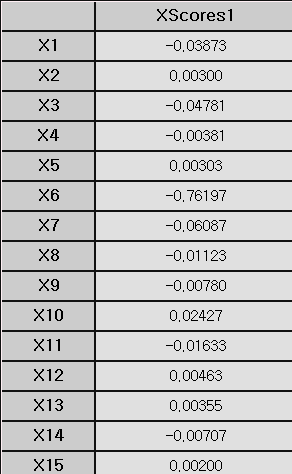 XScores1
X1 -0,03873
X2 0,00300
X3 -0,04781
X4 -0,00381
X5 0,00303
X6 -0,76197
X7 -0,06087
X8 -0,01123
X9 -0,00780
X10 0,02427
X11 -0,01633
X12 0,00463
X13 0,00355
X14 -0,00707
X15 0,00200